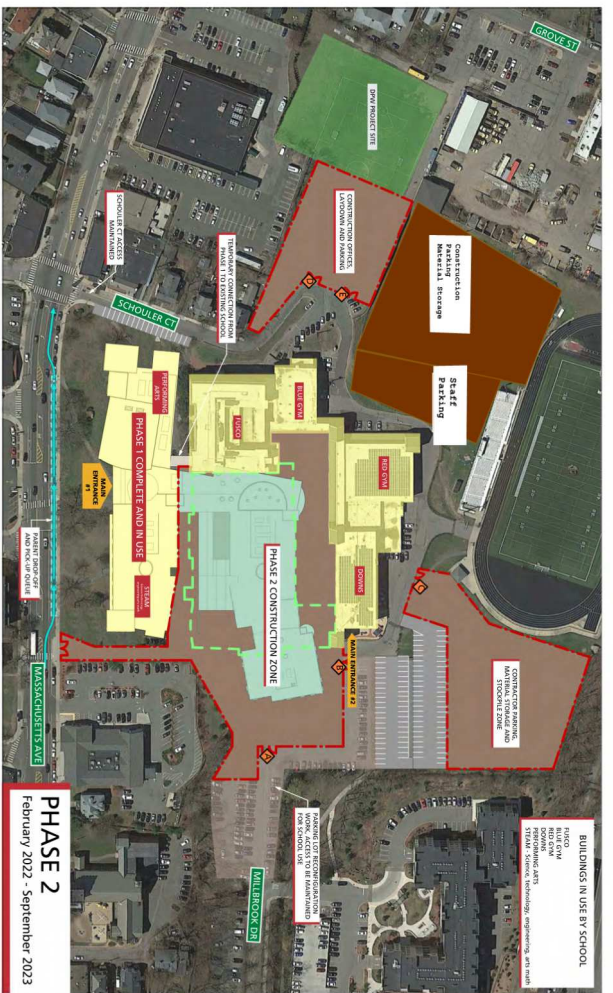 GROVE ST
DPW PROJECT SITE
CONSTRUCTION OFFICES,
LAYDOWN AND PARKING
Construction
Parking
Material Storage
Staff
Parking
SCHOULER CT ACCESS
MAINTAINED
TEMPORARY CONNECTION FROM
PHASE 1 TO EXISTING SCHOOL
SCHOULER CT
D
E
PERFORMING
ARTS
PHASE 1 COMPLETE AND IN USE
STEAM
MAIN
ENTRANCE
#1
BLUE GYM
FUSCO
RED GYM
DOWNS
PHASE 2 CONSTRUCTION ZONE
MAIN ENTRANCE #2
A
B
C
CONTRACTOR PARKING,
MATERIAL STORAGE AND
STOCKPILE ZONE
PARENT DROP-OFF
AND PICK-UP QUEUE
MASSACHUSETTS AVE
PARKING LOT RECONFIGURATION
WORK, ACCESS TO BE MAINTAINED
FOR SCHOOL USE
MILLBROOK DR
BUILDINGS IN USE BY SCHOOL
FUSCO
BLUE GYM
RED GYM
DOWNS
PERFORMING ARTS
STEAM - Science, technology, engineering, arts math
PHASE 2
February 2022 - September 2023